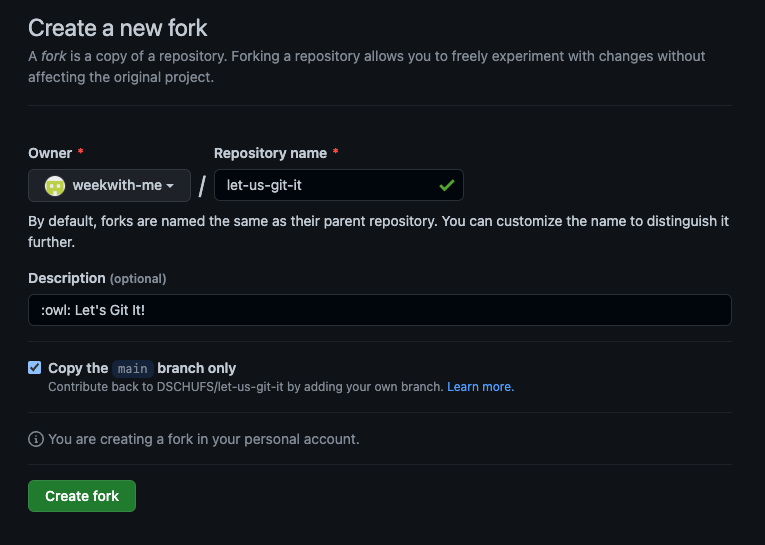 Create a new fork
A fork is a copy of a repository. Forking a repository allows you to freely experiment with changes without
affecting the original project.
Owner * Repository name *
weekwith-me / let-us-git-it
By default, forks are named the same as their parent repository. You can customize the name to distinguish it
further.
Description (optional)
:owl: Let's Git It!
Copy the main branch only
Contribute back to DSCHUFS/let-us-git-it by adding your own branch. Learn more.
You are creating a fork in your personal account.
Create fork